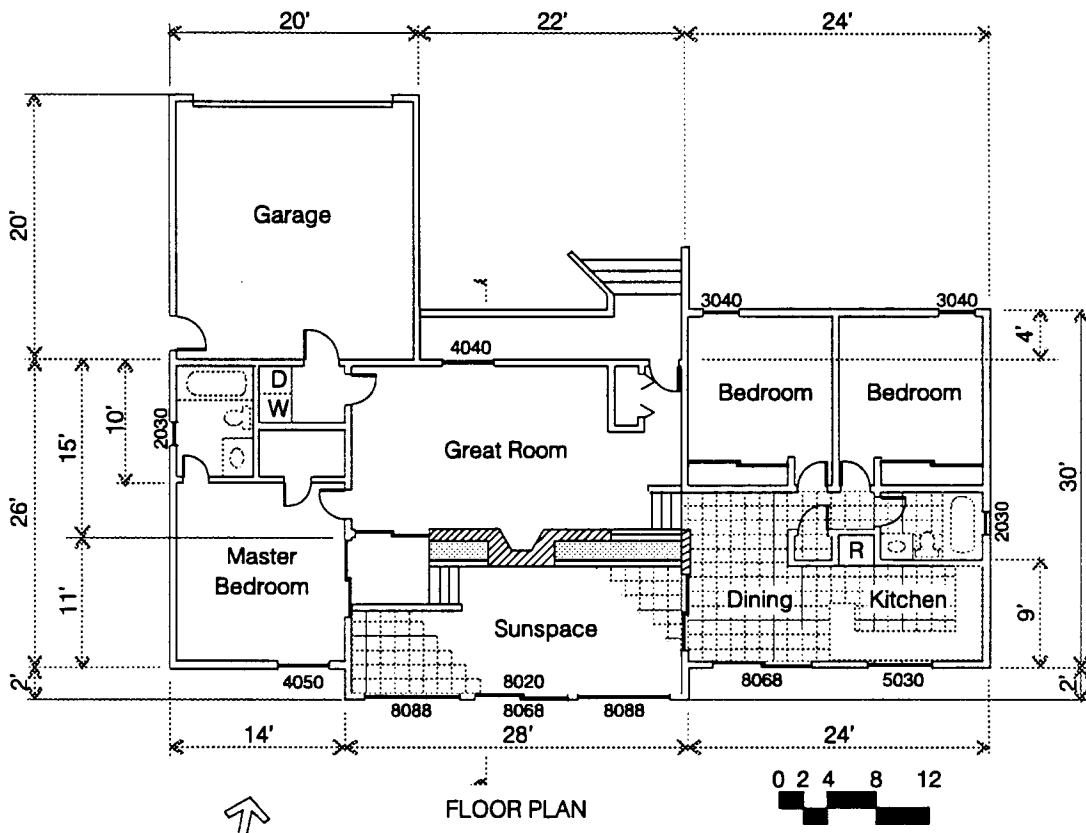 20'
22'
24'
20'
Garage
3040
3040
4'
4040
Bedroom
Bedroom
D
W
2030
10'
15'
26'
Great Room
30'
2030
Master
Bedroom
R
11'
Dining
Kitchen
9'
Sunspace
2'
4050
8020
8068
5030
2'
8088
8068
8088
14'
28'
24'
0 2 4 8 12
FLOOR PLAN